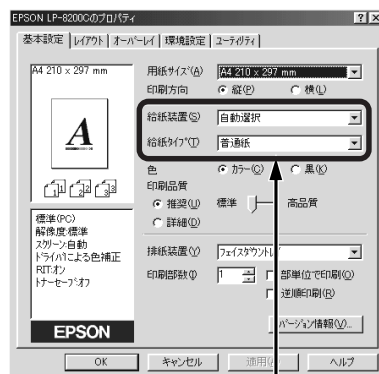 EPSON LP-8200Cのプロパティ
基本設定 レイアウト オーバーレイ 環境設定 ユーティリティ
A4 210 x 297 mm
用紙サイズ(A) A4 210 x 297 mm
印刷方向 縦(P) 横(L)
給紙装置(S) 自動選択
給紙タイプ(T) 普通紙
色 カラー(C) 黒(K)
印刷品質
推奨(U) 標準 高品質
詳細(D)
標準(PC)
解像度:標準
スクリーン:自動
ドライバによる色補正
RIT:オン
トナーセーブ:オフ
排紙装置(Y) フェイスダウントレイ
印刷部数(I) 1 部単位で印刷(O)
逆順印刷(R)
バージョン情報(V)...
EPSON
OK キャンセル 適用(A) ヘルプ